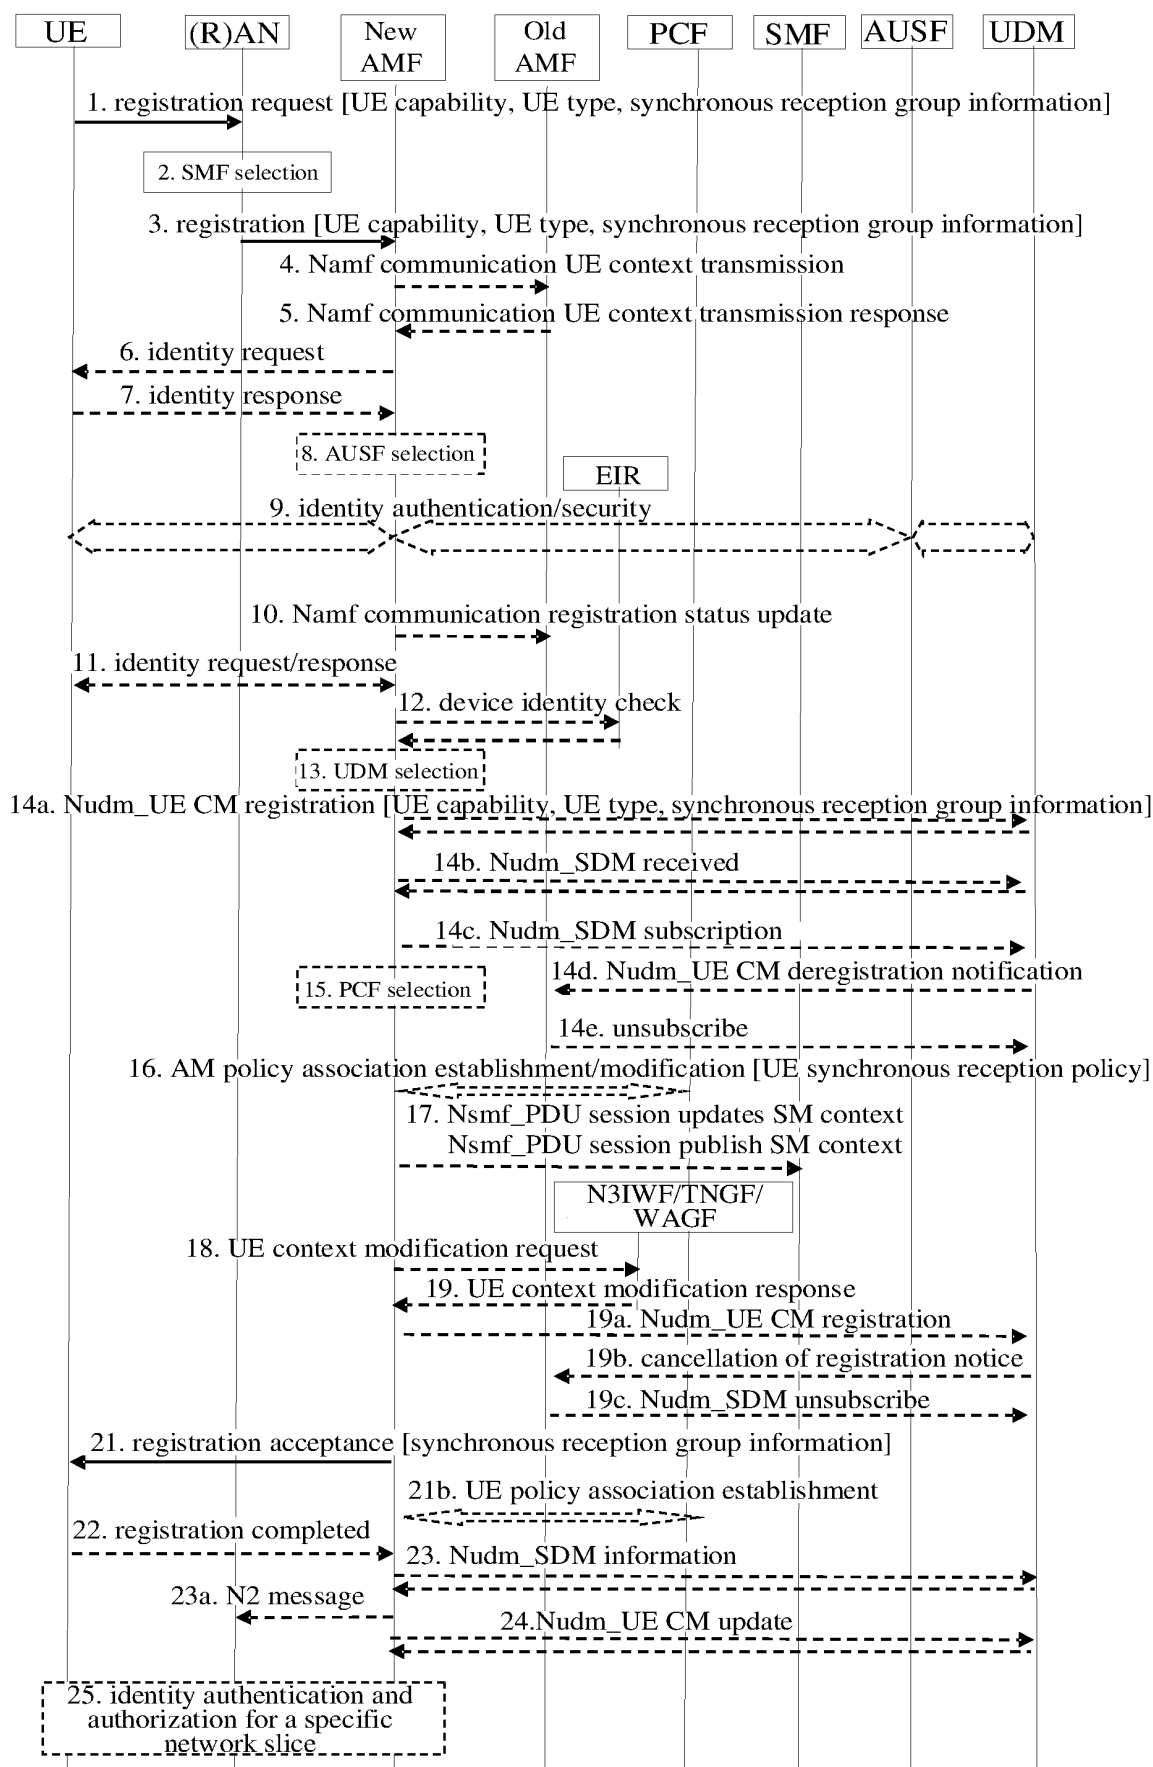 UE
(R)AN
New
AMF
Old
AMF
PCF
SMF
AUSF
UDM
1. registration request [UE capability, UE type, synchronous reception group information]
2. SMF selection
3. registration [UE capability, UE type, synchronous reception group information]
4. Namf communication UE context transmission
5. Namf communication UE context transmission response
6. identity request
7. identity response
8. AUSF selection
EIR
9. identity authentication/security
10. Namf communication registration status update
11. identity request/response
12. device identity check
13. UDM selection
14a. Nudm_UE CM registration [UE capability, UE type, synchronous reception group information]
14b. Nudm_SDM received
14c. Nudm_SDM subscription
14d. Nudm_UE CM deregistration notification
15. PCF selection
14e. unsubscribe
16. AM policy association establishment/modification [UE synchronous reception policy]
17. Nsmf_PDU session updates SM context
Nsmf_PDU session publish SM context
N3IWF/TNGF/
WAGF
18. UE context modification request
19. UE context modification response
19a. Nudm_UE CM registration
19b. cancellation of registration notice
19c. Nudm_SDM unsubscribe
21. registration acceptance [synchronous reception group information]
21b. UE policy association establishment
22. registration completed
23. Nudm_SDM information
23a. N2 message
24.Nudm_UE CM update
25. identity authentication and
authorization for a specific
network slice